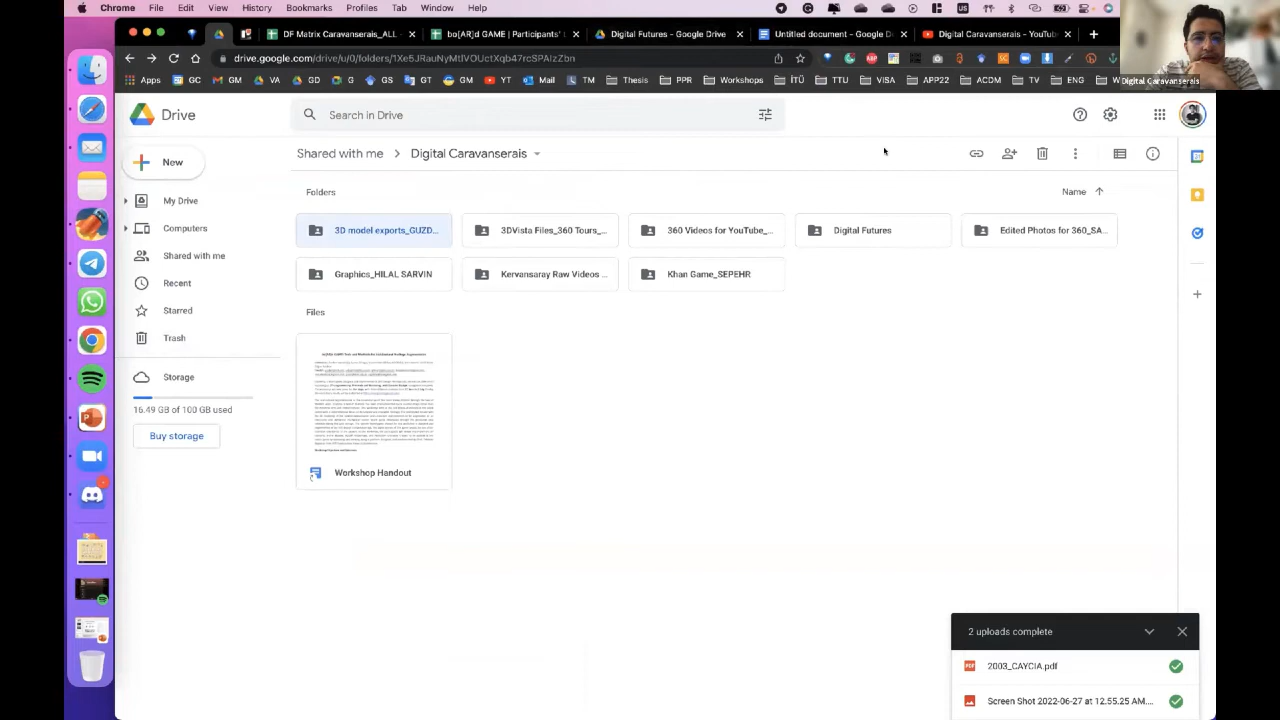 Chrome File Edit View History Bookmarks Profiles Tab Window Help US
Digital Caravanserais
DF Matrix Caravanserais_ALL
bo[AR]d GAME | Participants'
Digital Futures - Google Drive
Untitled document - Google D
Digital Caravanserais - YouTu
drive.google.com/drive/u/0/folders/1Xe5JRauNyMtIVOUctXqb47rcSPAIzZbn
Apps GC GM VA GD G GT YT Mail TM Thesis PPR Workshops İTÜ TTU VISA APP22 ACDM TV ENG
Drive
Search in Drive
New
Shared with me > Digital Caravanserais
Folders
Name
My Drive
Computers
Shared with me
Recent
Starred
Trash
Storage
16.49 GB of 100 GB used
Buy storage
3D model exports_GUZD...
3DVista Files_360 Tours_...
360 Videos for YouTube_...
Digital Futures
Edited Photos for 360_SA...
Graphics_HILAL SARVIN
Kervansaray Raw Videos ...
Khan Game_SEPEHR
Files
Workshop Handout
2 uploads complete
2003_CAYCIA.pdf
Screen Shot 2022-06-27 at 12.55.25 AM....